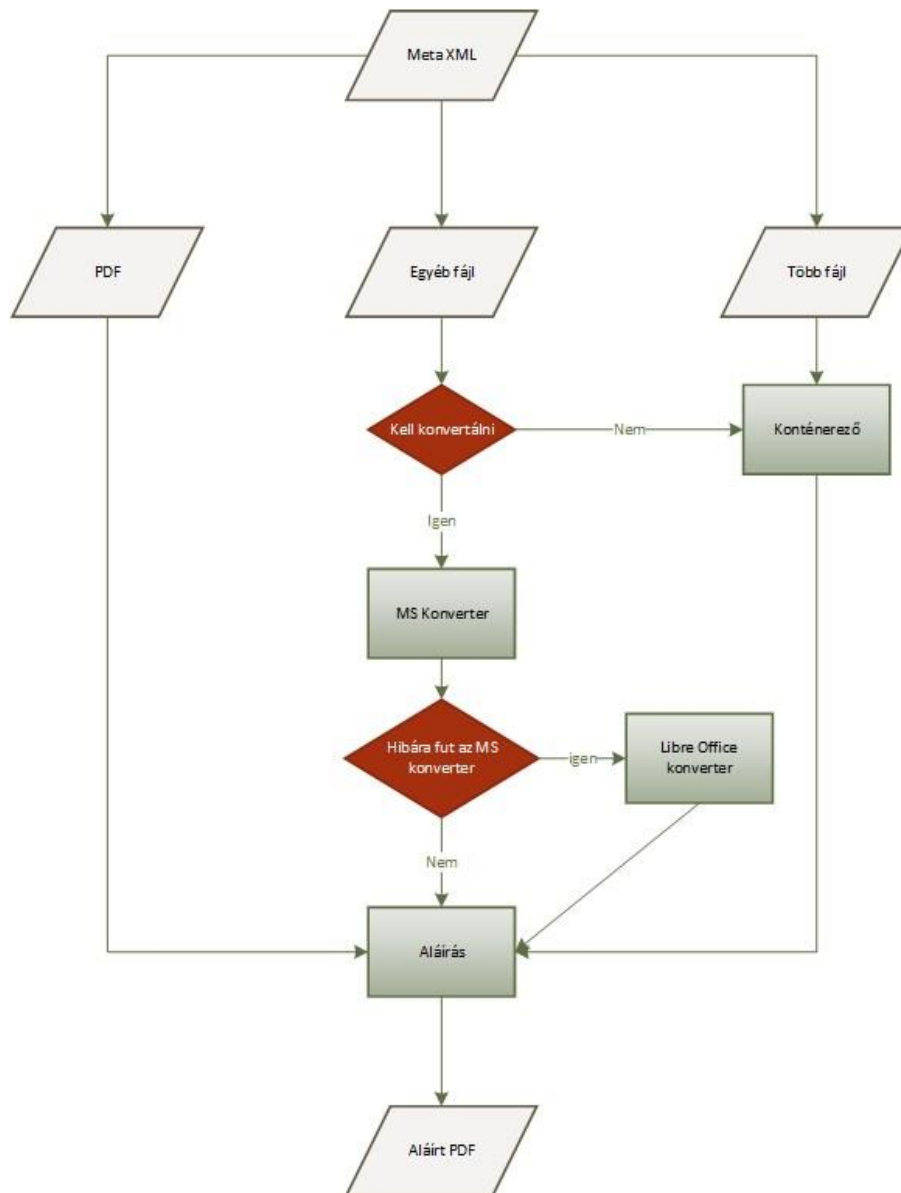 Meta XML
PDF
Egyéb fájl
Több fájl
Kell konvertálni
Nem
Konténerező
Igen
MS Konverter
Hibára fut az MS
konverter
igen
Libre Office
konverter
Nem
Aláírás
Aláírt PDF